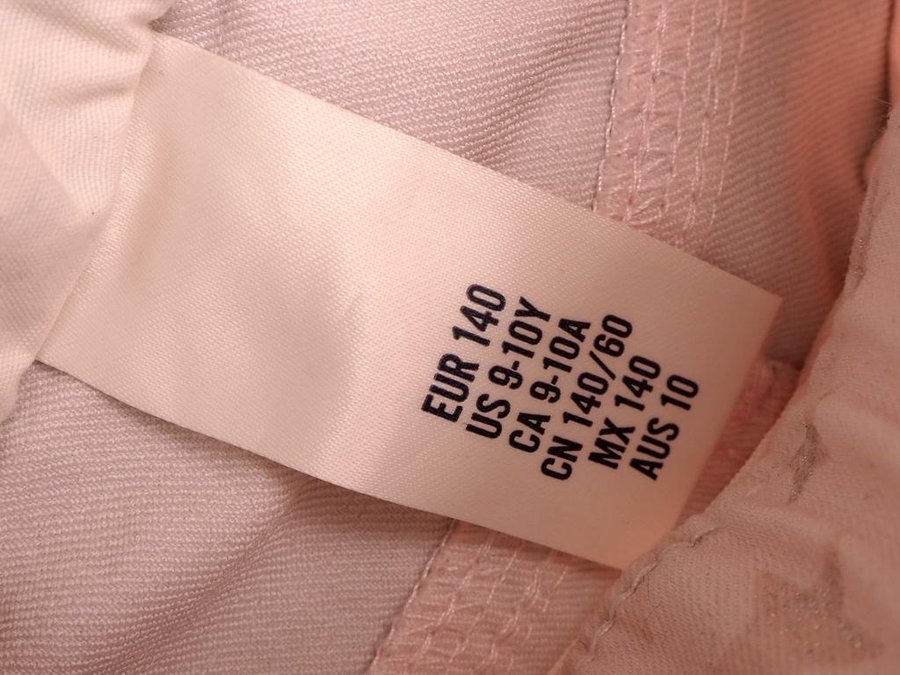 EUR 140
US 9-10Y
CA 9-10A
CN 140/60
MX 140
AUS 10